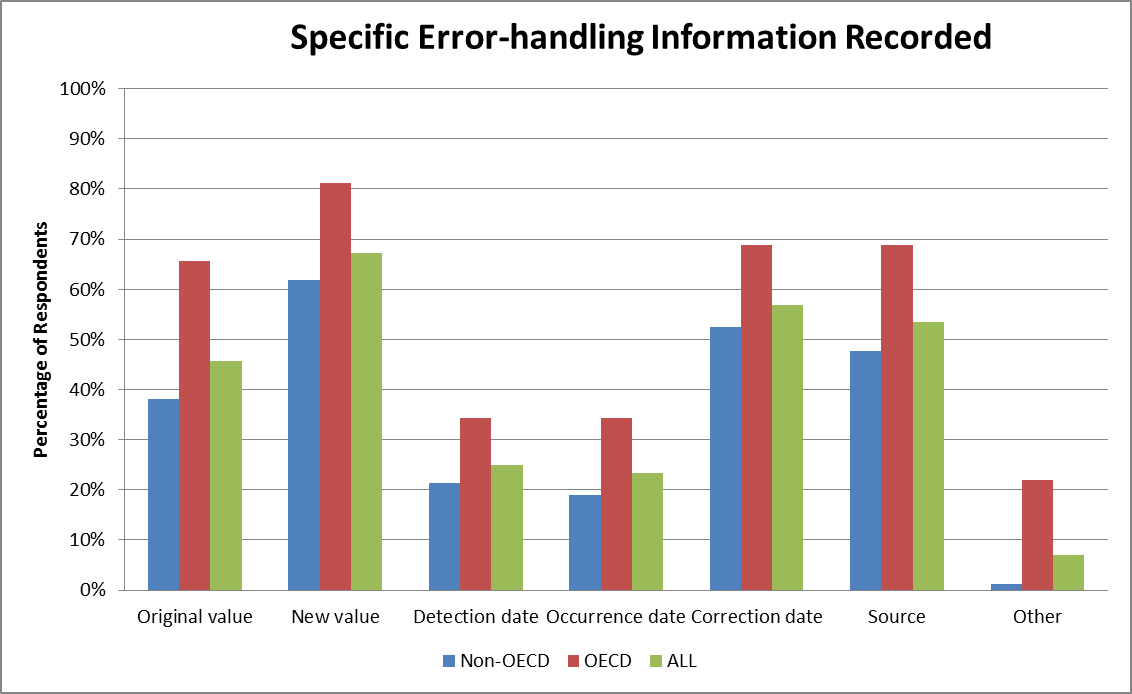 Specific Error-handling Information Recorded
Percentage of Respondents
100%
90%
80%
70%
60%
50%
40%
30%
20%
10%
0%
Original value New value Detection date Occurrence date Correction date Source Other
Non-OECD OECD ALL